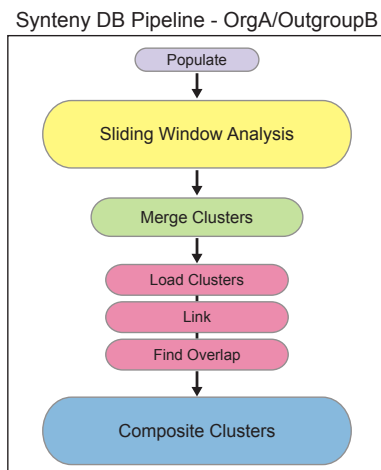 Synteny DB Pipeline - OrgA/OutgroupB
Populate
Sliding Window Analysis
Merge Clusters
Load Clusters
Link
Find Overlap
Composite Clusters